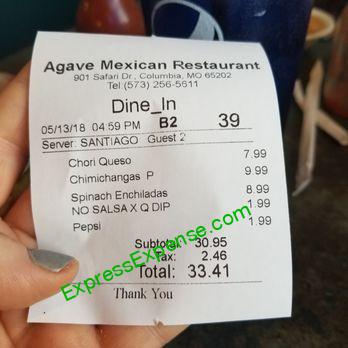 Agave Mexican Restaurant
901 Safari Dr., Columbia, MO 65202
Tel:(573) 256-5611
Dine_In
05/13/18 04:59 PM B2 39
Server: SANTIAGO Guest 2
Chori Queso 7.99
Chimichangas P 9.99
Spinach Enchiladas 8.99
NO SALSA X Q DIP 1.99
Pepsi 1.99
Subtotal: 30.95
Tax: 2.46
Total: 33.41
Thank You
ExpressExpense.com